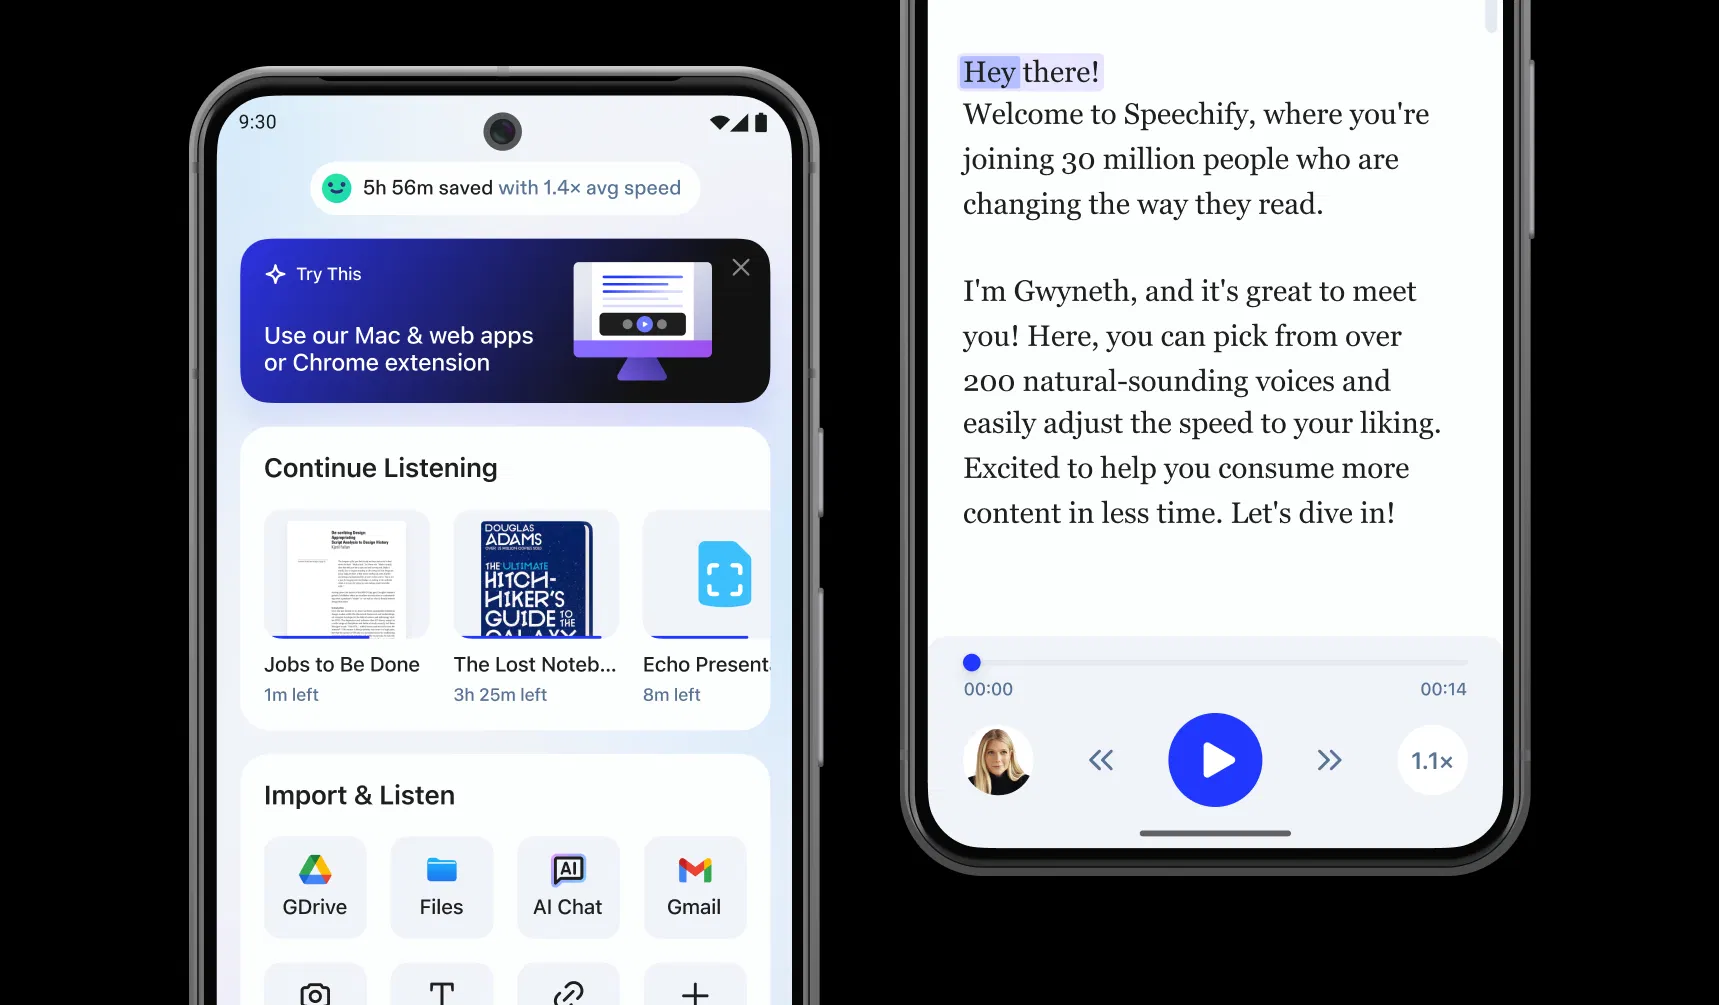 9:30
5h 56m saved with 1.4× avg speed
Try This
Use our Mac & web apps
or Chrome extension
Continue Listening
DOUGLAS
ADAMS
THE ULTIMATE
HITCH-
HIKER'S
GUIDE TO THE
GALAXY
Jobs to Be Done
1m left
The Lost Noteb...
3h 25m left
Echo Present
8m left
Import & Listen
GDrive
Files
AI
AI Chat
Gmail
T
Hey there!
Welcome to Speechify, where you're
joining 30 million people who are
changing the way they read.
I'm Gwyneth, and it's great to meet
you! Here, you can pick from over
200 natural-sounding voices and
easily adjust the speed to your liking.
Excited to help you consume more
content in less time. Let's dive in!
00:00
00:14
1.1×